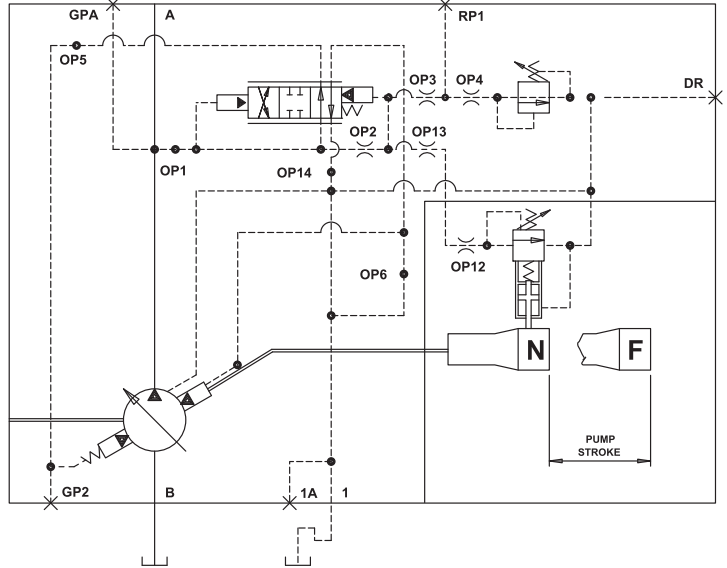 GPA
A
RP1
OP5
OP3
OP4
DR
OP2
OP13
OP1
OP14
OP12
OP6
N
F
PUMP
STROKE
GP2
B
1A
1